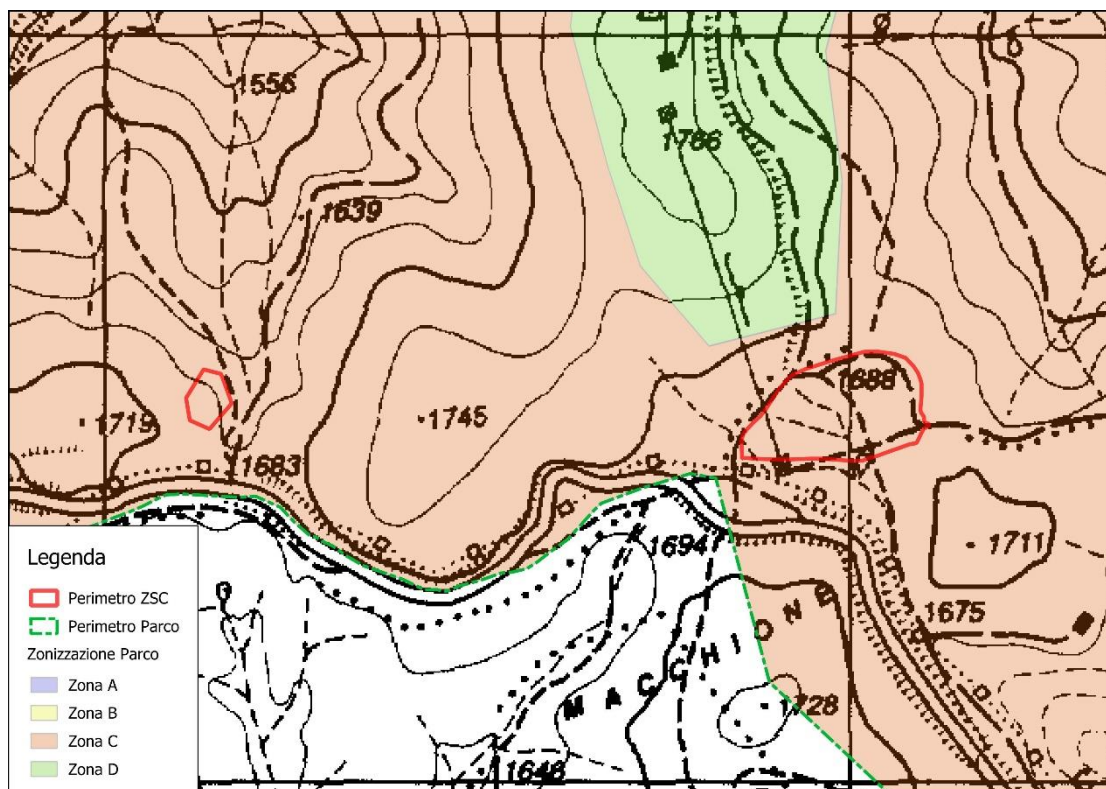 1556
1766
1639
1688
1719
1745
1683
1694
1711
1675
MACCHIONE
1728
1648
Legenda
Perimetro ZSC
Perimetro Parco
Zonizzazione Parco
Zona A
Zona B
Zona C
Zona D